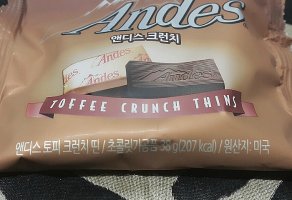 Andes
앤디스 크런치
Andes
Andes
TOFFEE CRUNCH THINS
앤디스 토피 크런치 띤 / 초콜릿가공품 38 g (207 kcal) / 원산지: 미국